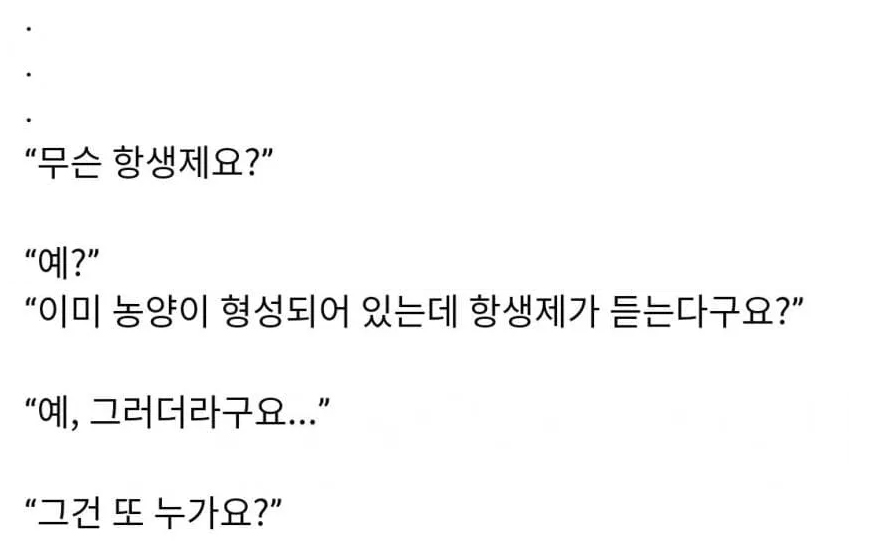 .
.
.
“무슨 항생제요?”
“예?”
“이미 농양이 형성되어 있는데 항생제가 듣는다구요?”
“예, 그러더라구요...”
“그건 또 누가요?”